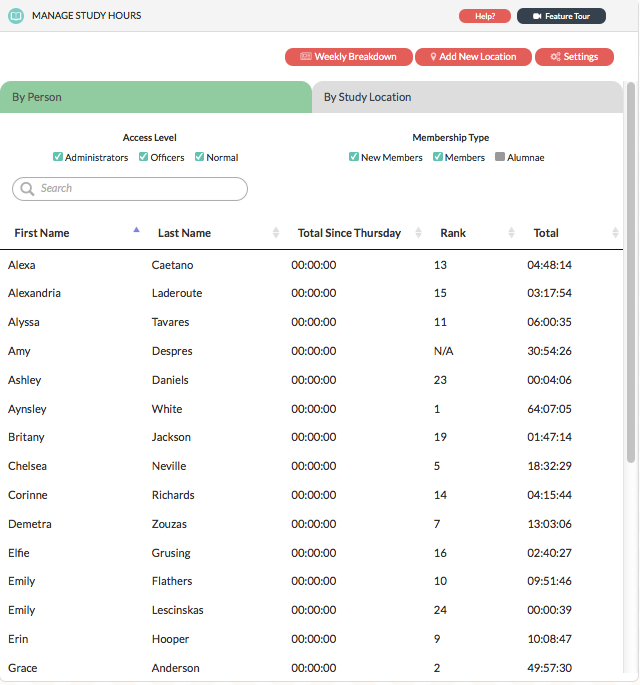 MANAGE STUDY HOURS Help? Feature Tour
Weekly Breakdown Add New Location Settings
By Person By Study Location
Access Level Membership Type
Administrators Officers Normal New Members Members Alumnae
Search
First Name Last Name Total Since Thursday Rank Total
Alexa Caetano 00:00:00 13 04:48:14
Alexandria Laderoute 00:00:00 15 03:17:54
Alyssa Tavares 00:00:00 11 06:00:35
Amy Despres 00:00:00 N/A 30:54:26
Ashley Daniels 00:00:00 23 00:04:06
Aynsley White 00:00:00 1 64:07:05
Britany Jackson 00:00:00 19 01:47:14
Chelsea Neville 00:00:00 5 18:32:29
Corinne Richards 00:00:00 14 04:15:44
Demetra Zouzas 00:00:00 7 13:03:06
Elfie Grusing 00:00:00 16 02:40:27
Emily Flathers 00:00:00 10 09:51:46
Emily Lescinskas 00:00:00 24 00:00:39
Erin Hooper 00:00:00 9 10:08:47
Grace Anderson 00:00:00 2 49:57:30